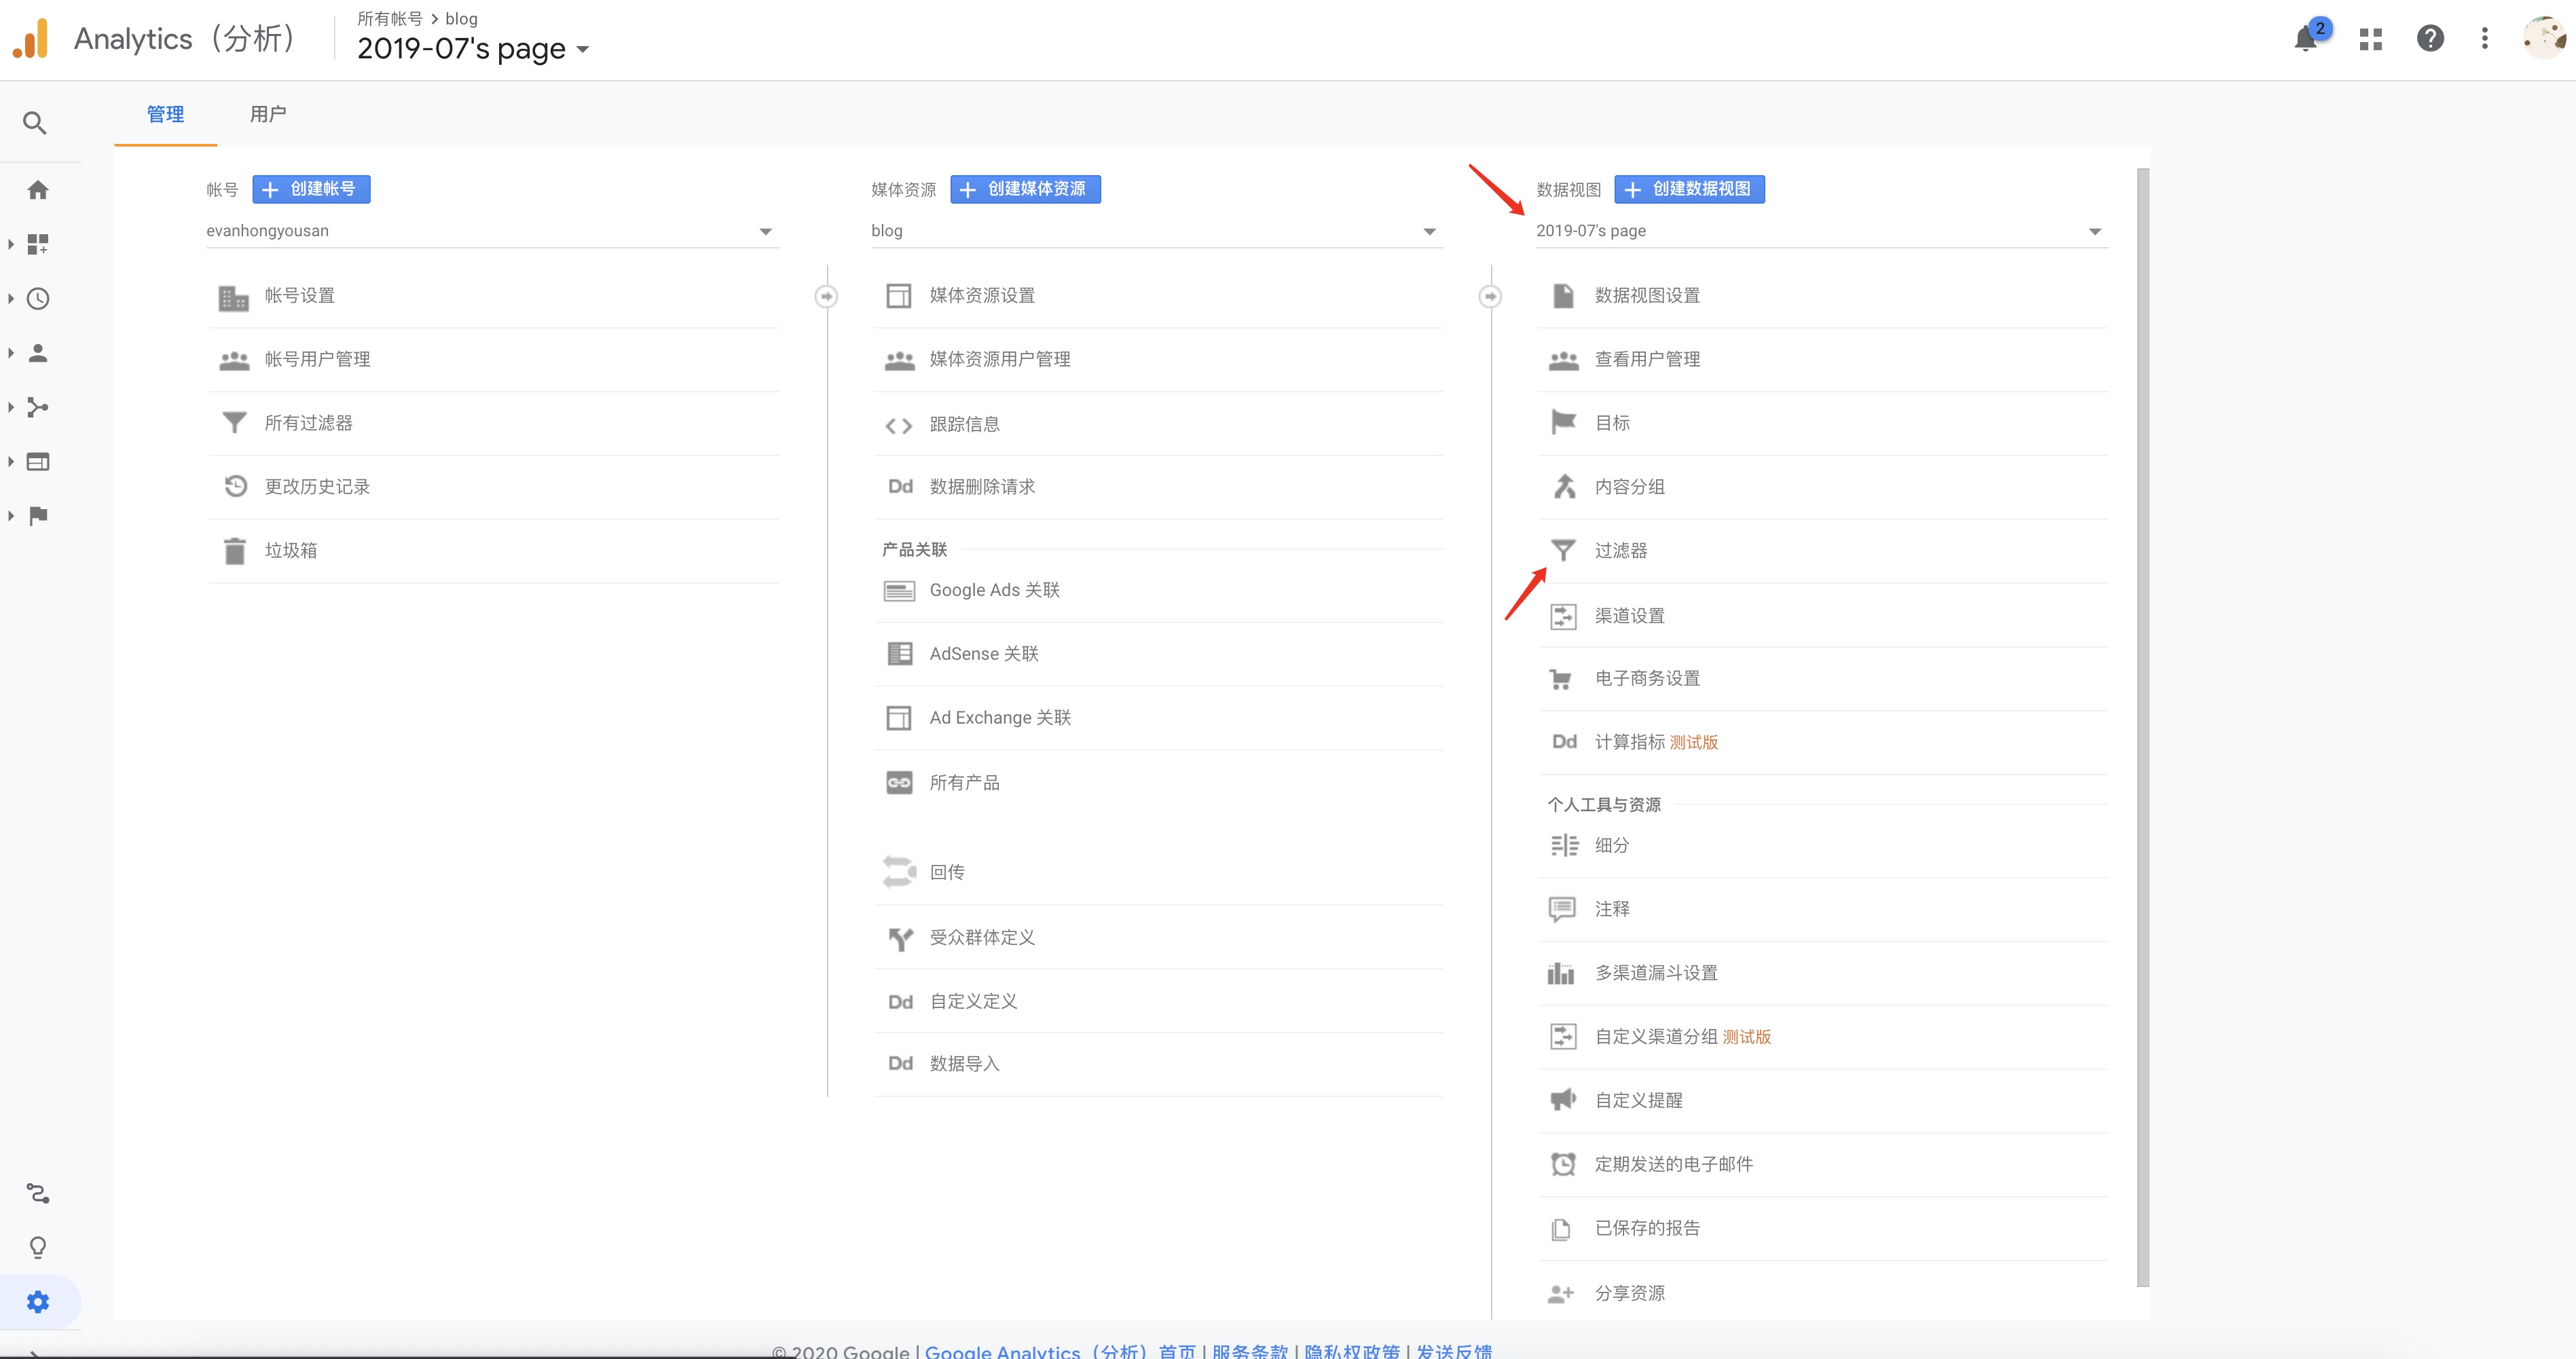 Analytics（分析）
所有帐号 > blog
2019-07's page
2
管理
用户
帐号
创建帐号
evanhongyousan
帐号设置
帐号用户管理
所有过滤器
更改历史记录
垃圾箱
媒体资源
创建媒体资源
blog
媒体资源设置
媒体资源用户管理
跟踪信息
Dd 数据删除请求
产品关联
Google Ads 关联
AdSense 关联
Ad Exchange 关联
所有产品
回传
受众群体定义
Dd 自定义定义
Dd 数据导入
数据视图
创建数据视图
2019-07's page
数据视图设置
查看用户管理
目标
内容分组
过滤器
渠道设置
电子商务设置
Dd 计算指标 测试版
个人工具与资源
细分
注释
多渠道漏斗设置
自定义渠道分组 测试版
自定义提醒
定期发送的电子邮件
已保存的报告
分享资源
© 2020 Google | Google Analytics（分析）首页 | 服务条款 | 隐私权政策 | 发送反馈